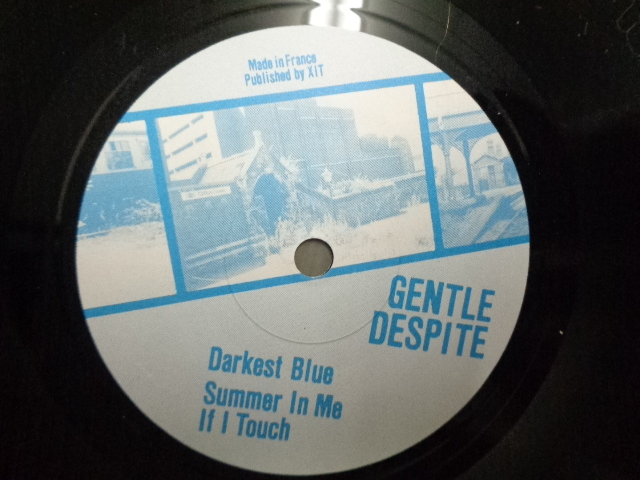 Made in France
Published by XIT
GENTLE
DESPITE
Darkest Blue
Summer In Me
If I Touch